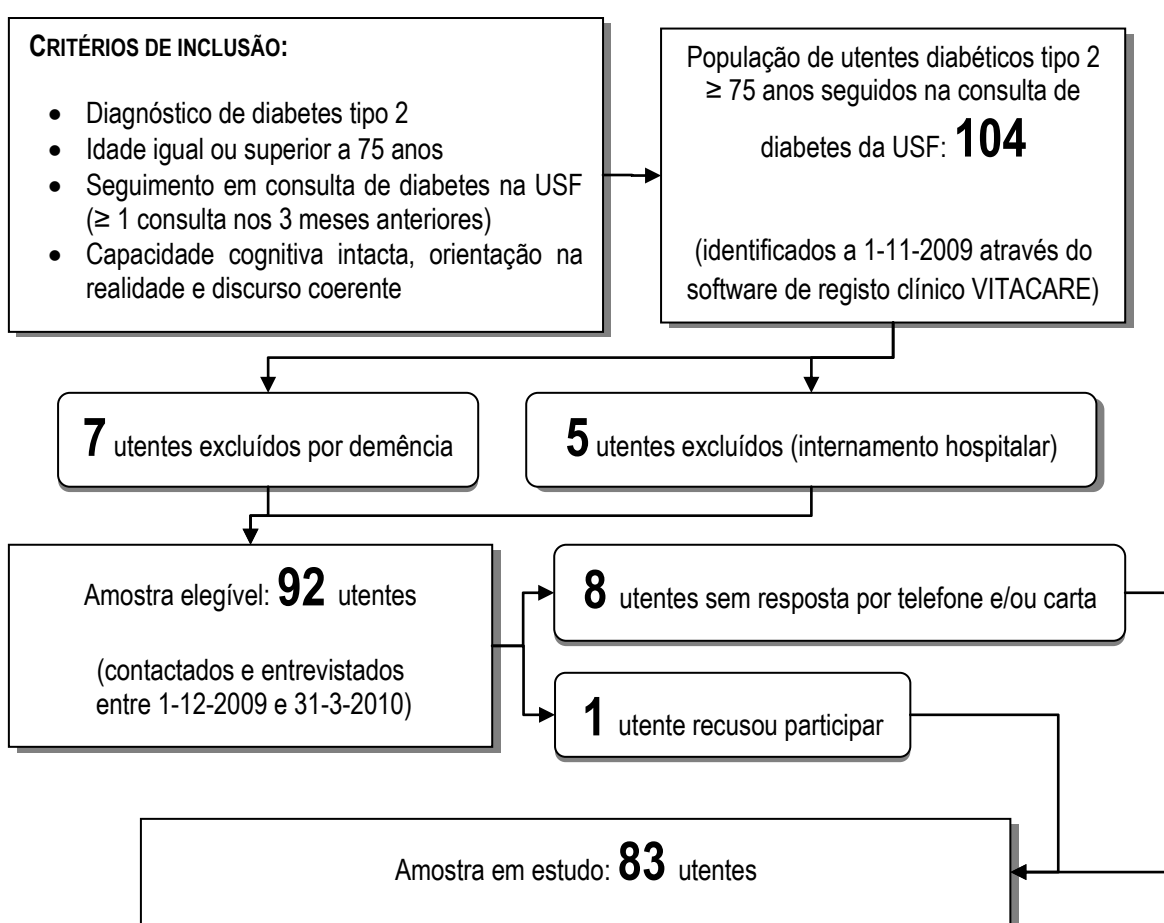 CRITÉRIOS DE INCLUSÃO:
• Diagnóstico de diabetes tipo 2
• Idade igual ou superior a 75 anos
• Seguimento em consulta de diabetes na USF
(≥ 1 consulta nos 3 meses anteriores)
• Capacidade cognitiva intacta, orientação na
realidade e discurso coerente
População de utentes diabéticos tipo 2
≥ 75 anos seguidos na consulta de
diabetes da USF: 104
(identificados a 1-11-2009 através do
software de registo clínico VITACARE)
7 utentes excluídos por demência
5 utentes excluídos (internamento hospitalar)
Amostra elegível: 92 utentes
(contactados e entrevistados
entre 1-12-2009 e 31-3-2010)
8 utentes sem resposta por telefone e/ou carta
1 utente recusou participar
Amostra em estudo: 83 utentes